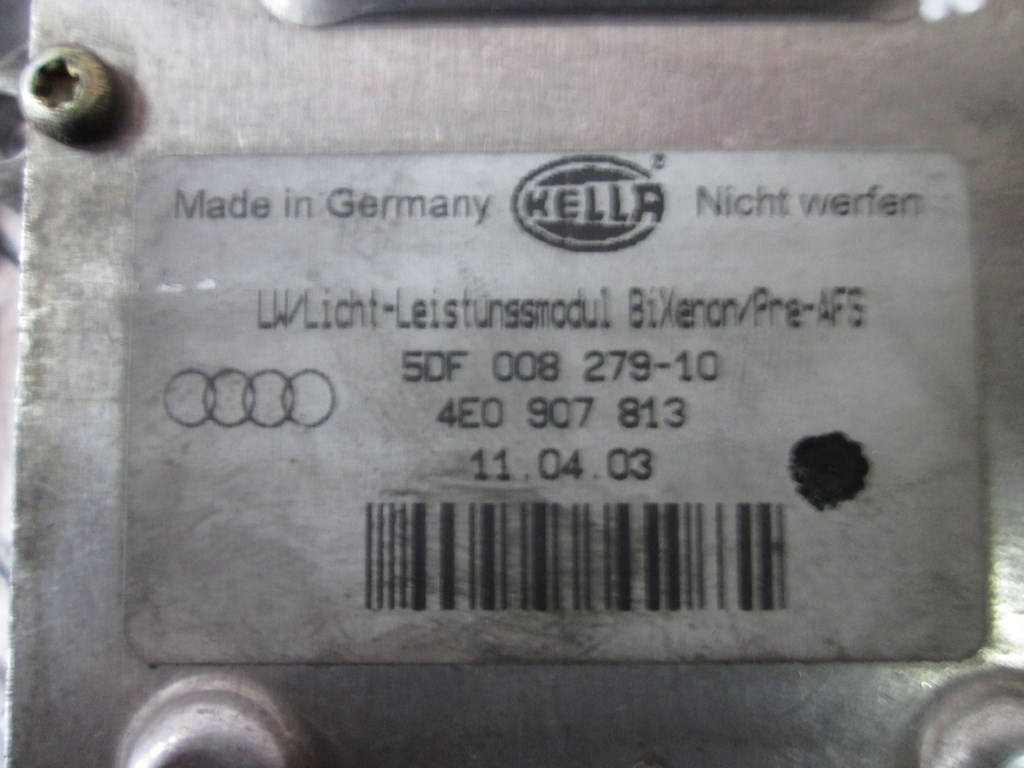 Made in Germany HELLA® Nicht werfen
LW/Licht-Leistungsmodul BiXenon/Pre-AFS
5DF 008 279-10
4E0 907 813
11.04.03